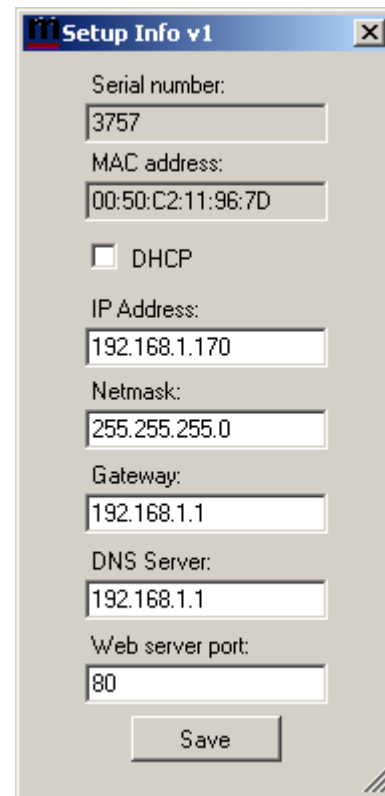 Setup Info v1
Serial number:
3757
MAC address:
00:50:C2:11:96:7D
DHCP
IP Address:
192.168.1.170
Netmask:
255.255.255.0
Gateway:
192.168.1.1
DNS Server:
192.168.1.1
Web server port:
80
Save